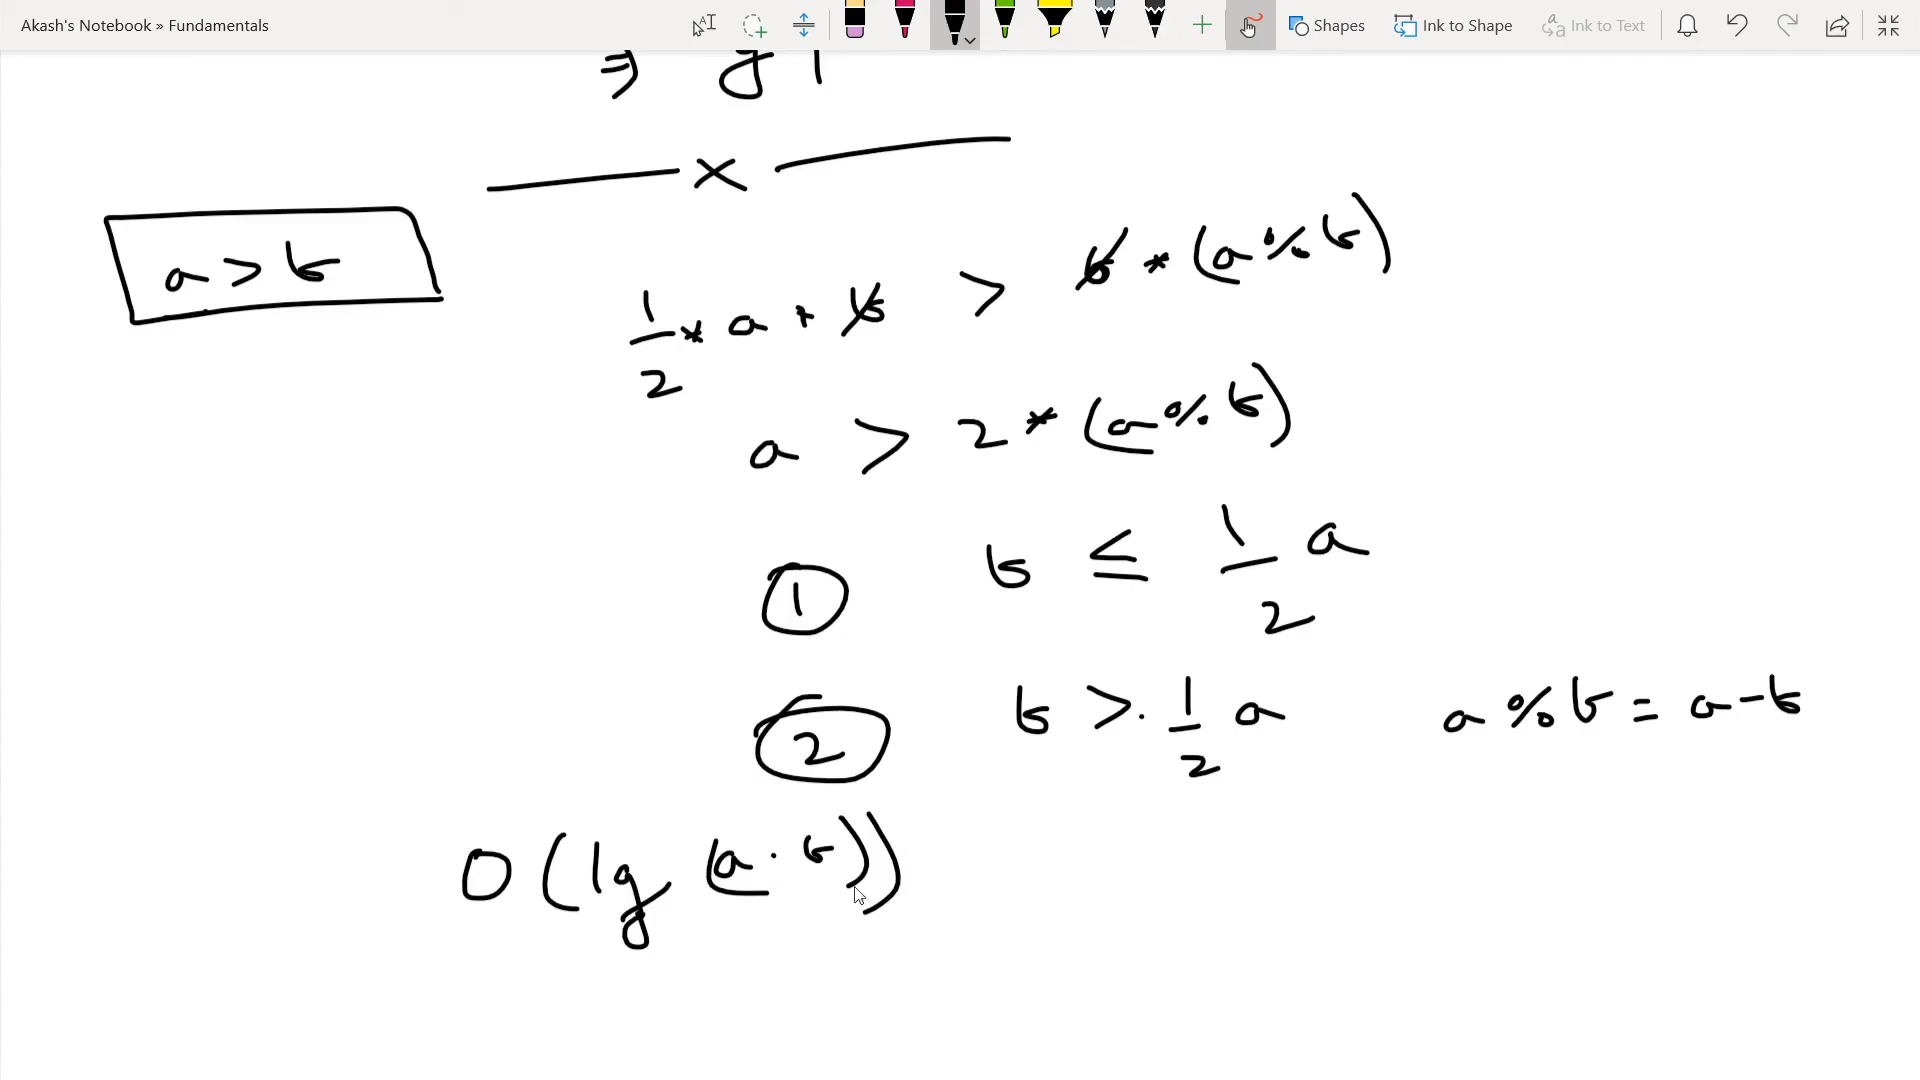 Akash's Notebook » Fundamentals
Shapes
Ink to Shape
Ink to Text
⇒
a > b
1/2 * a * b > b * (a % b)
a > 2 * (a % b)
1 b ≤ 1/2 a
2 b > 1/2 a a % b = a - b
O (lg (a · b))